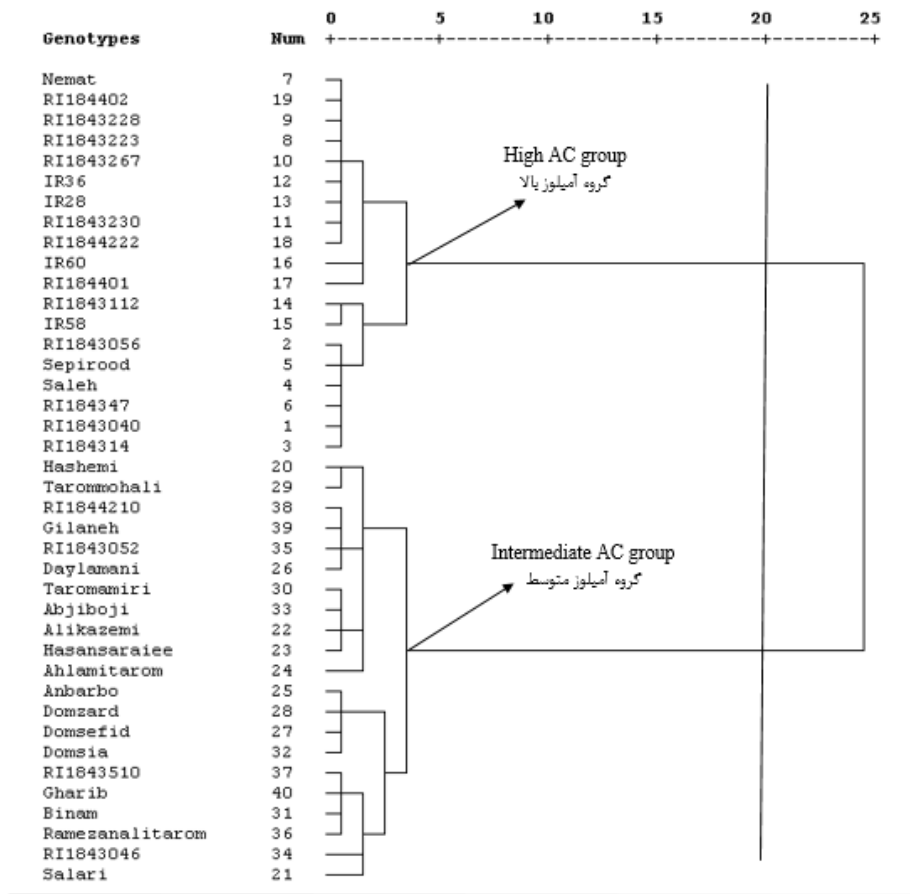 0 5 10 15 20 25
Genotypes Num +---------+---------+---------+---------+---------+
Nemat 7
RI184402 19
RI1843228 9
RI1843223 8
RI1843267 10
IR36 12
IR28 13
RI1843230 11
RI1844222 18
IR60 16
RI184401 17
RI1843112 14
IR58 15
RI1843056 2
Sepirood 5
Saleh 4
RI184347 6
RI1843040 1
RI184314 3
Hashemi 20
Tarommohali 29
RI1844210 38
Gilaneh 39
RI1843052 35
Daylamani 26
Taromamiri 30
Abjiboji 33
Alikazemi 22
Hasansaraiee 23
Ahlamitarom 24
Anbarbo 25
Domzard 28
Domsefid 27
Domsia 32
RI1843510 37
Gharib 40
Binam 31
Ramezanalitarom 36
RI1843046 34
Salari 21
High AC group
گروه آمیلوز بالا
Intermediate AC group
گروه آمیلوز متوسط